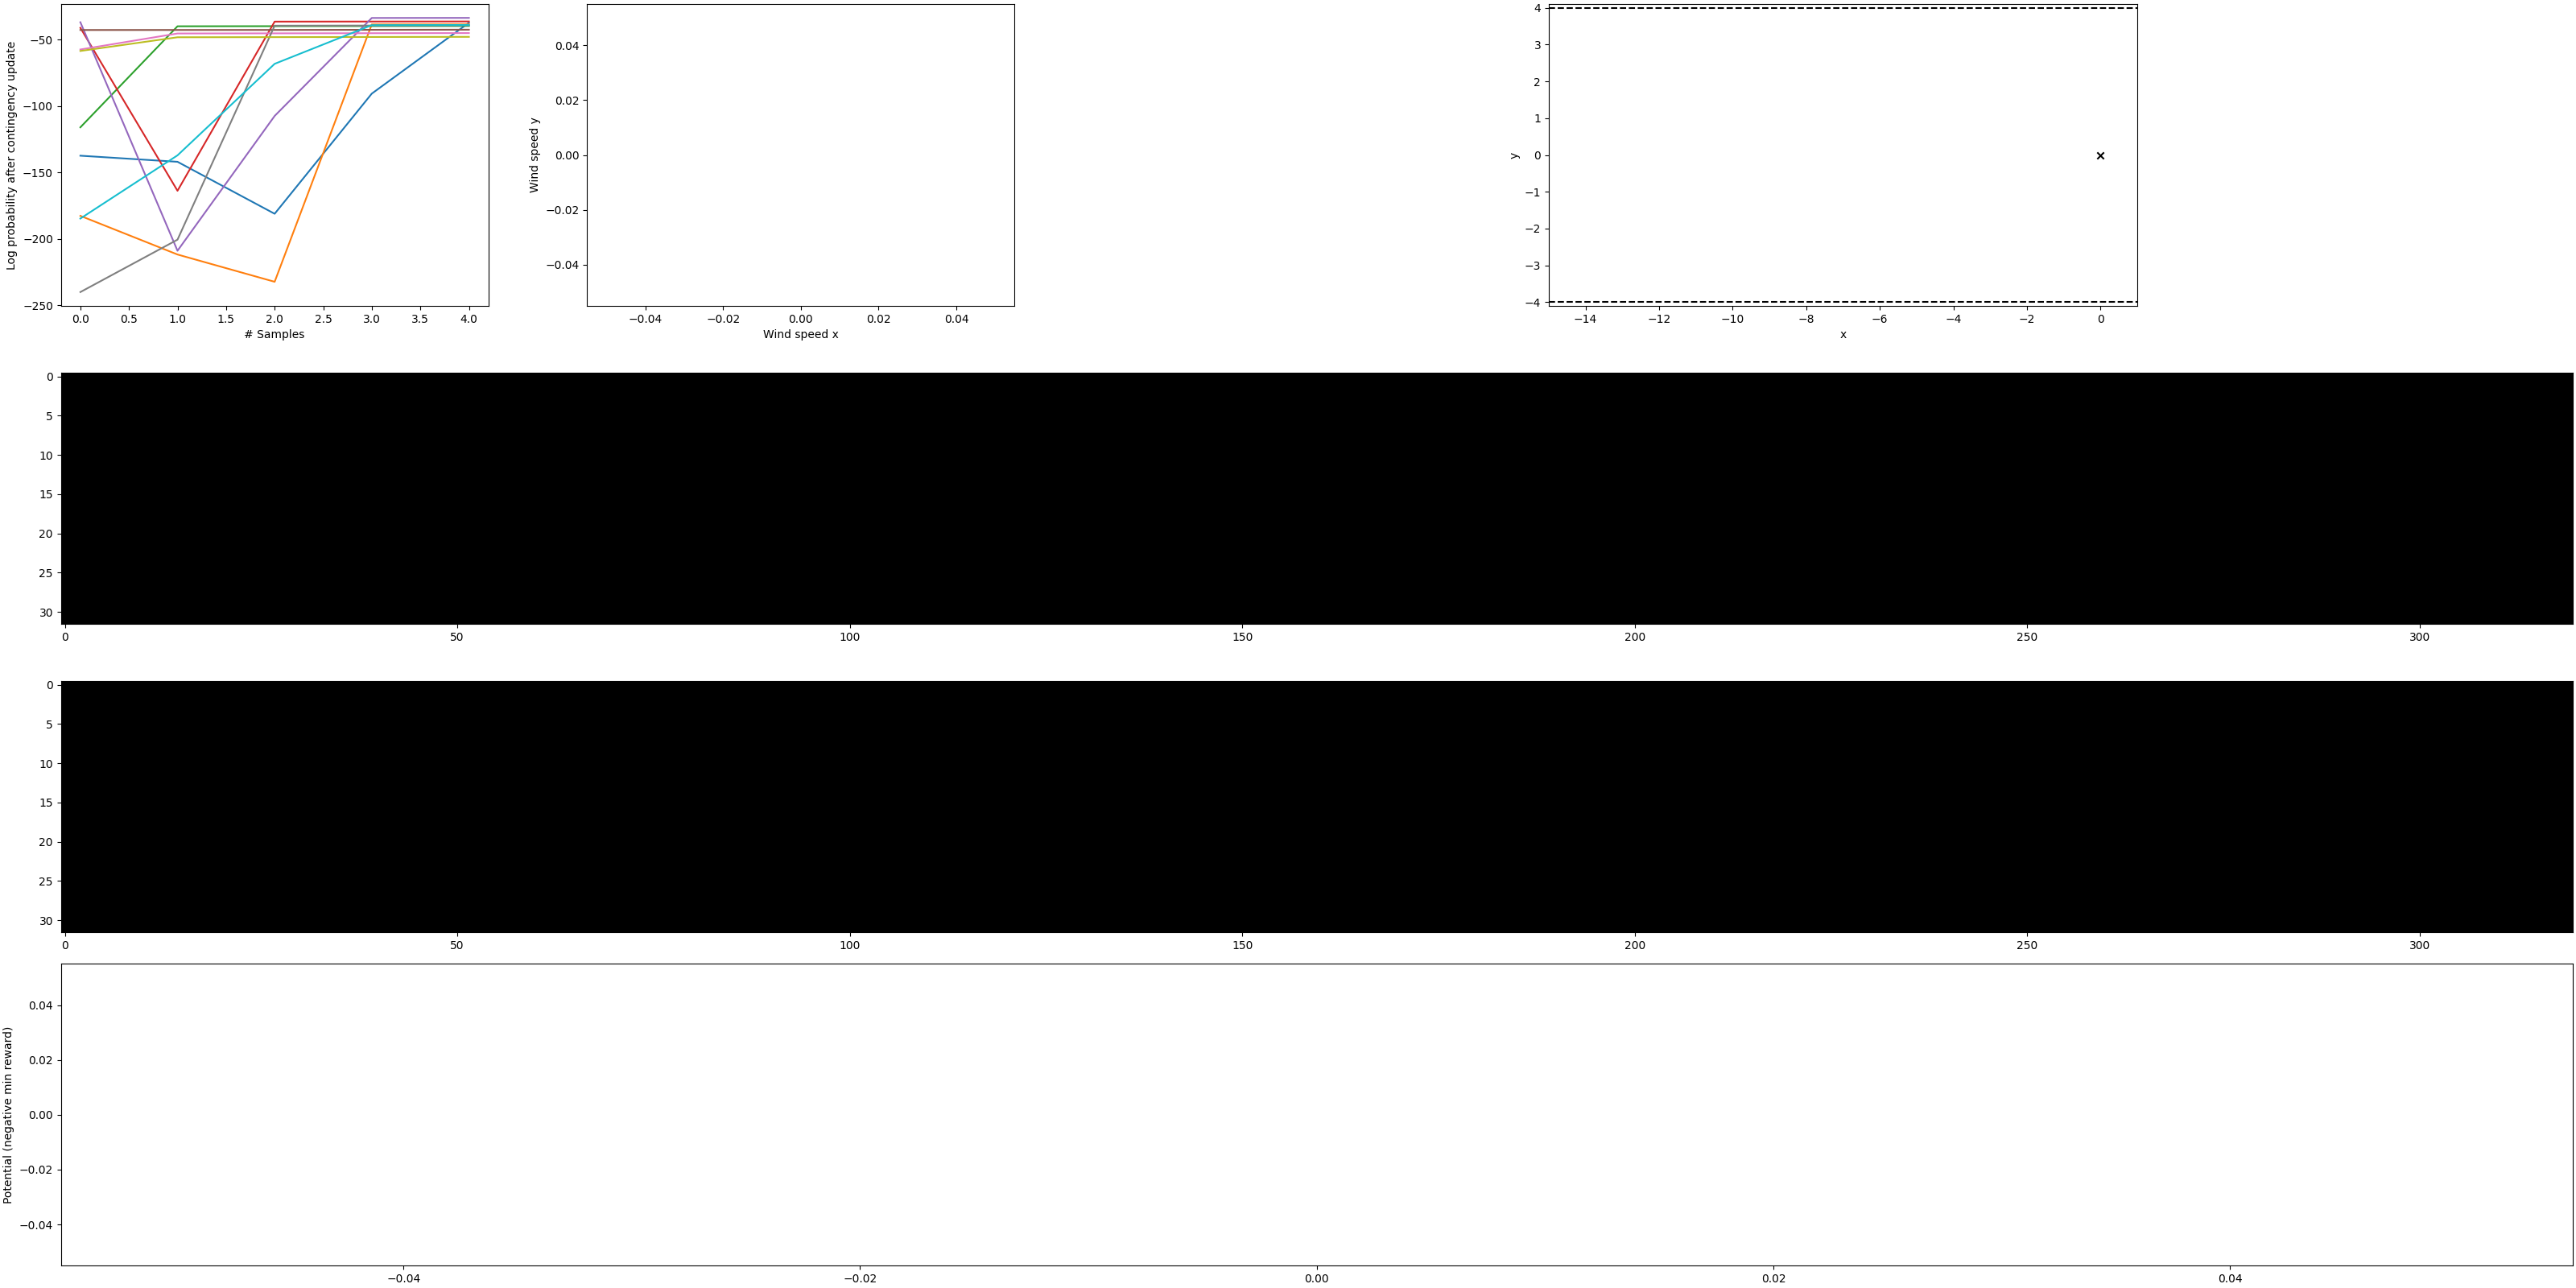 −50
−100
−150
−200
−250
Log probability after contingency update
0.0 0.5 1.0 1.5 2.0 2.5 3.0 3.5 4.0
# Samples
0.04
0.02
0.00
−0.02
−0.04
Wind speed y
−0.04 −0.02 0.00 0.02 0.04
Wind speed x
4
3
2
1
0
−1
−2
−3
−4
y
−14 −12 −10 −8 −6 −4 −2 0
x
0
5
10
15
20
25
30
0 50 100 150 200 250 300
0
5
10
15
20
25
30
0 50 100 150 200 250 300
0.04
0.02
0.00
−0.02
−0.04
Potential (negative min reward)
−0.04 −0.02 0.00 0.02 0.04